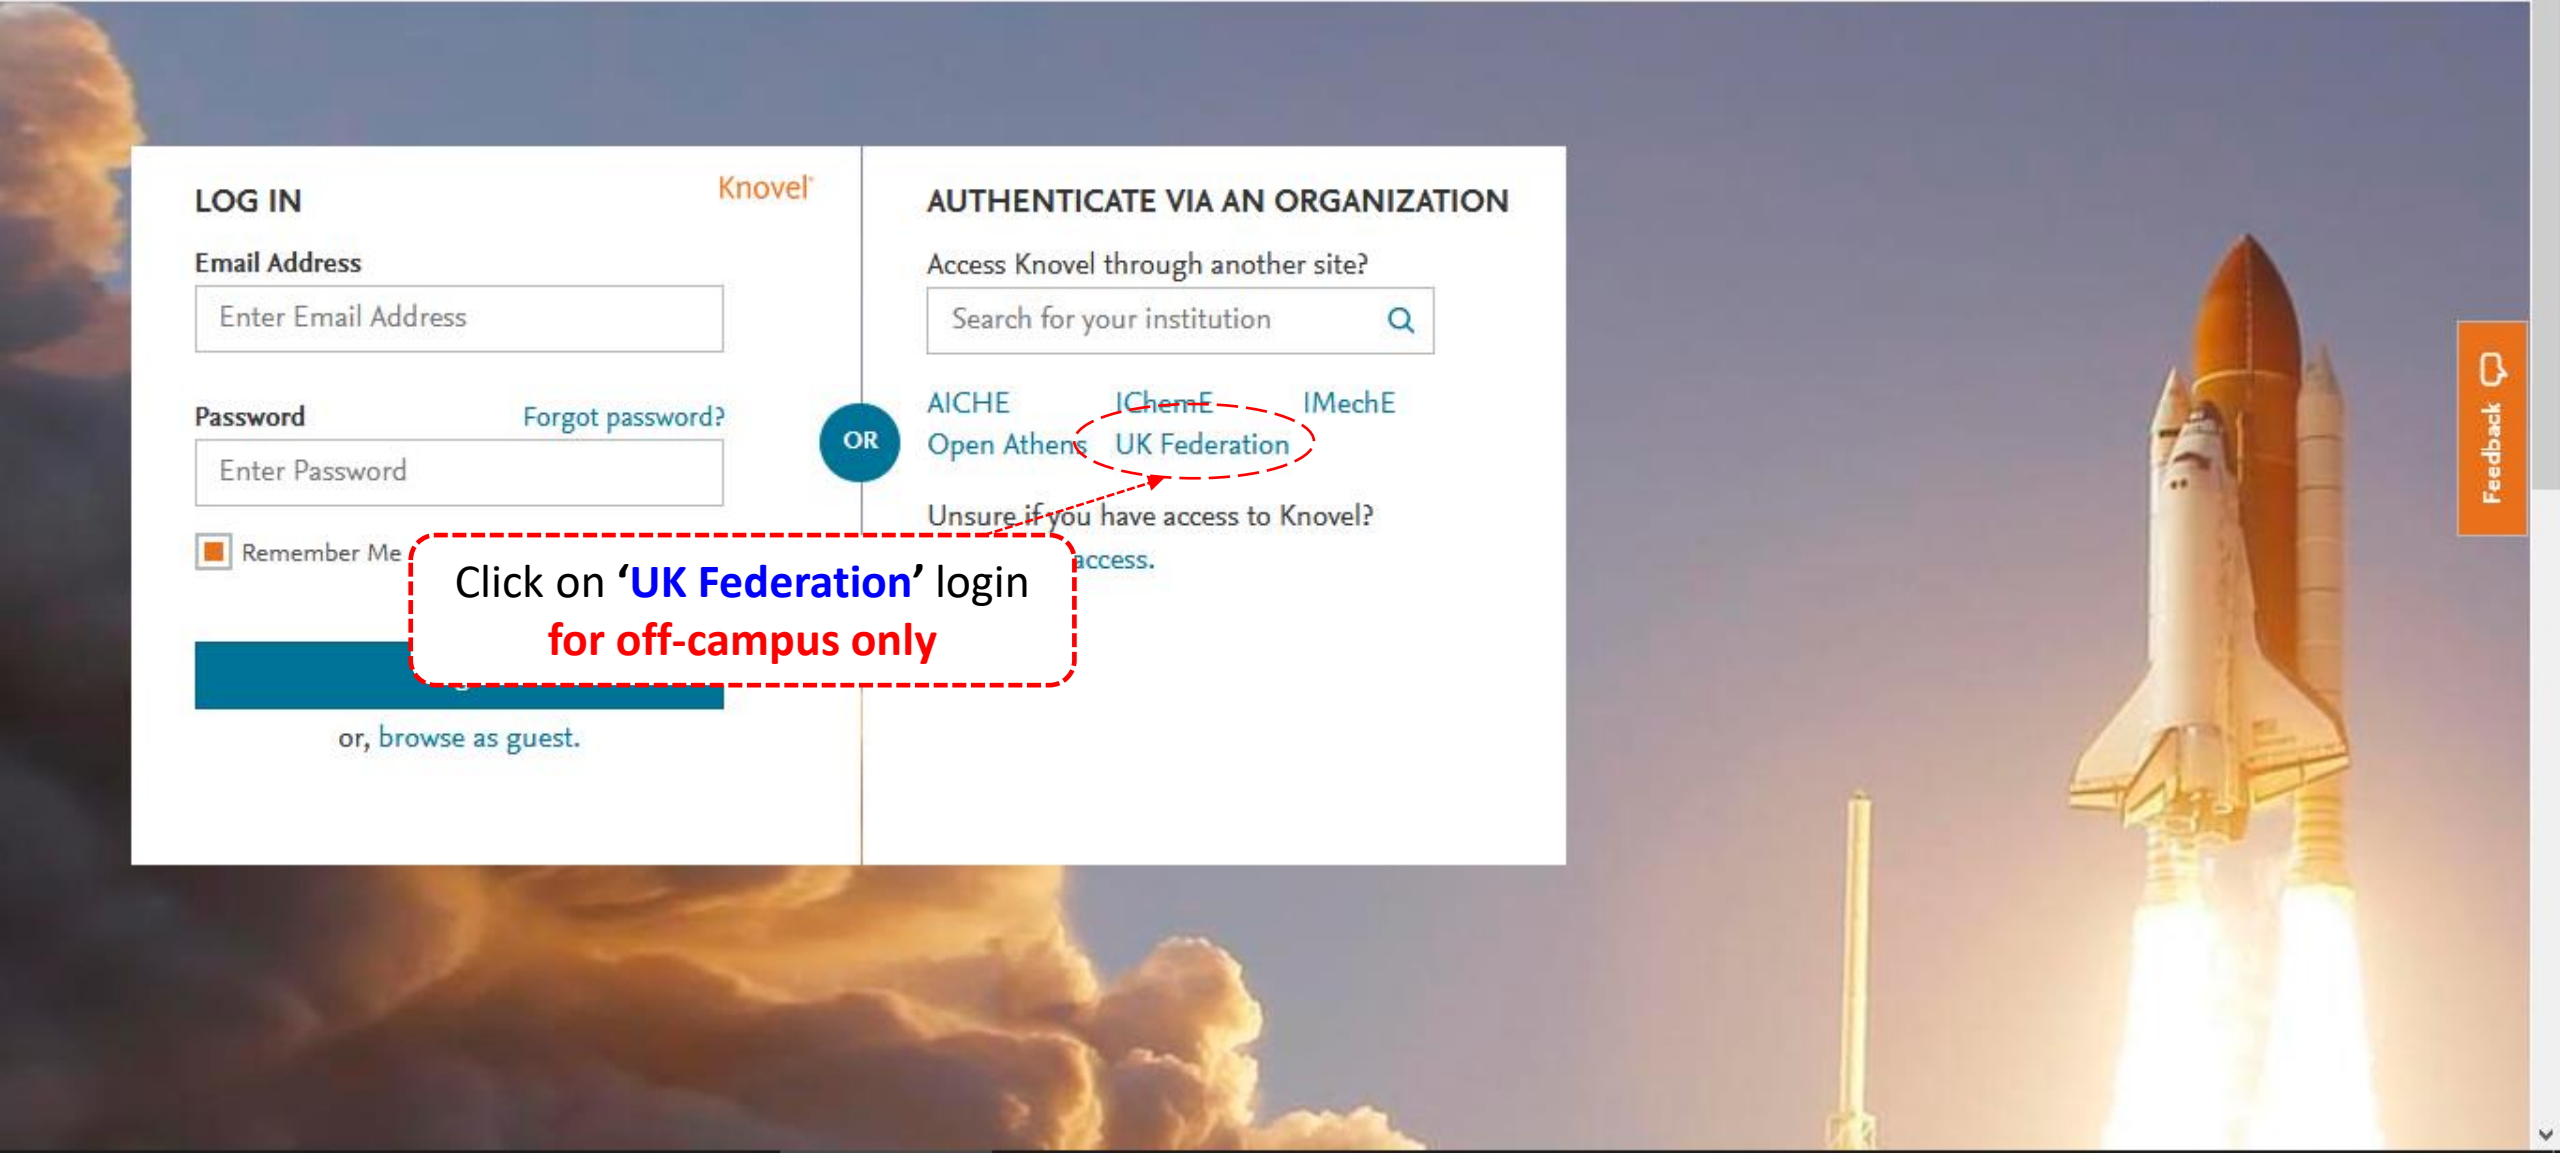 LOG IN
Knovel
Email Address
Enter Email Address
Password
Forgot password?
Enter Password
Remember Me
or, browse as guest.
OR
AUTHENTICATE VIA AN ORGANIZATION
Access Knovel through another site?
Search for your institution
AICHE IChemE IMechE
Open Athens UK Federation
Unsure if you have access to Knovel?
access.
Click on ‘UK Federation’ login
for off-campus only
Feedback